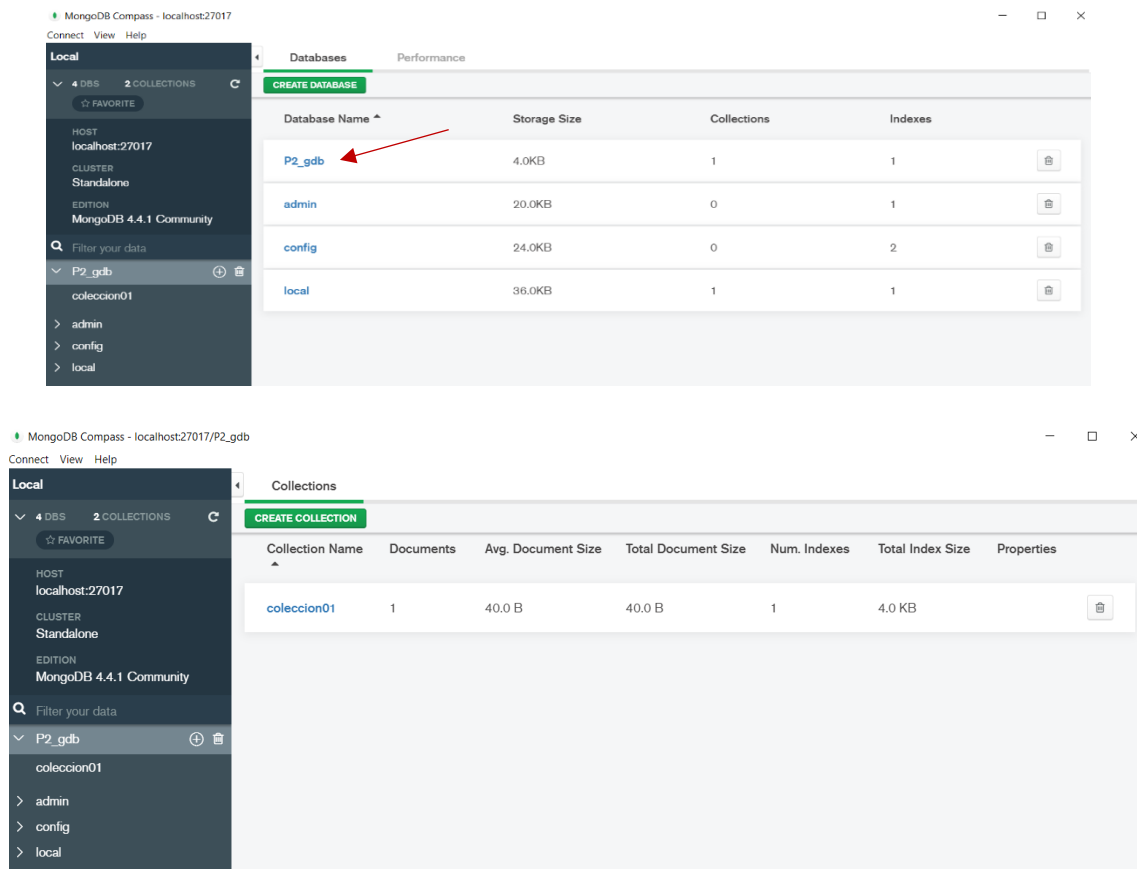 MongoDB Compass - localhost:27017
Connect View Help
Local
Databases Performance
4 DBS 2 COLLECTIONS
CREATE DATABASE
FAVORITE
Database Name Storage Size Collections Indexes
HOST
localhost:27017
P2_gdb 4.0KB 1 1
CLUSTER
Standalone
admin 20.0KB 0 1
EDITION
MongoDB 4.4.1 Community
Filter your data
config 24.0KB 0 2
P2_gdb
local 36.0KB 1 1
coleccion01
admin
config
local
MongoDB Compass - localhost:27017/P2_gdb
Connect View Help
Local
Collections
4 DBS 2 COLLECTIONS
CREATE COLLECTION
FAVORITE
Collection Name Documents Avg. Document Size Total Document Size Num. Indexes Total Index Size Properties
HOST
localhost:27017
coleccion01 1 40.0 B 40.0 B 1 4.0 KB
CLUSTER
Standalone
EDITION
MongoDB 4.4.1 Community
Filter your data
P2_gdb
coleccion01
admin
config
local